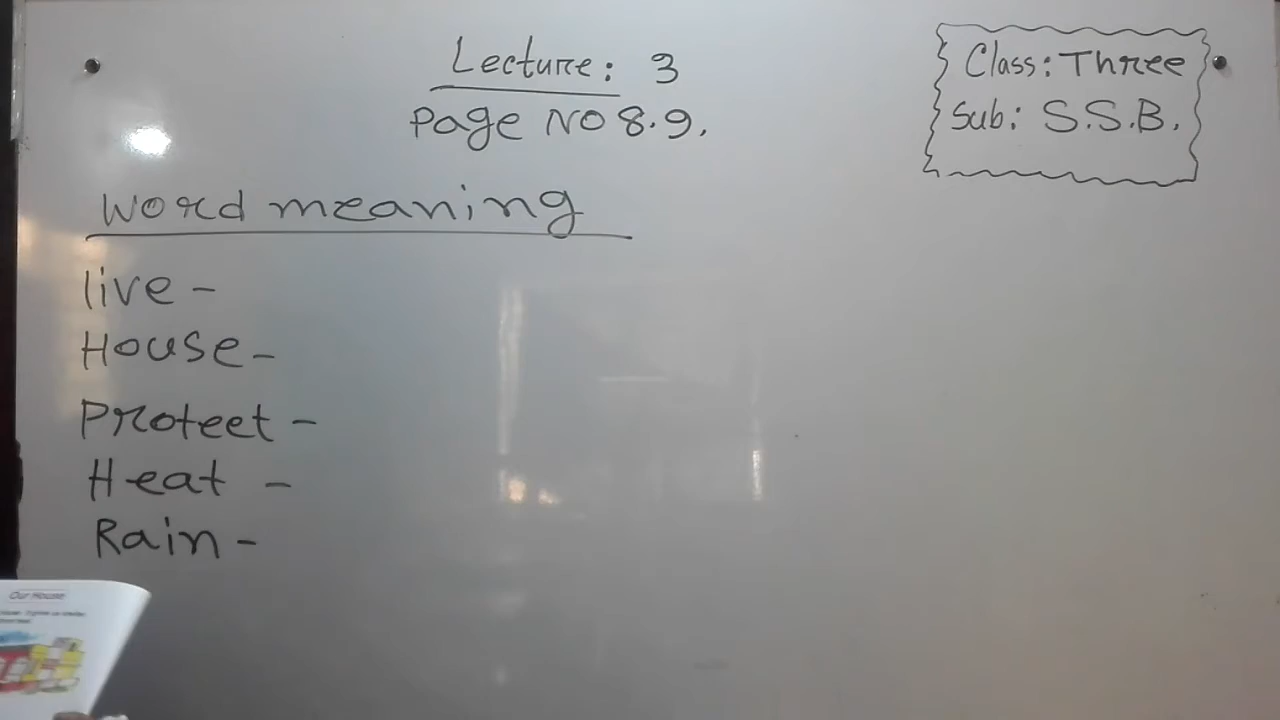 Lecture: 3
Page NO 8.9.
Class: Three
Sub: S.S.B.
Word meaning
live -
House -
Proteet -
Heat -
Rain -
Our House